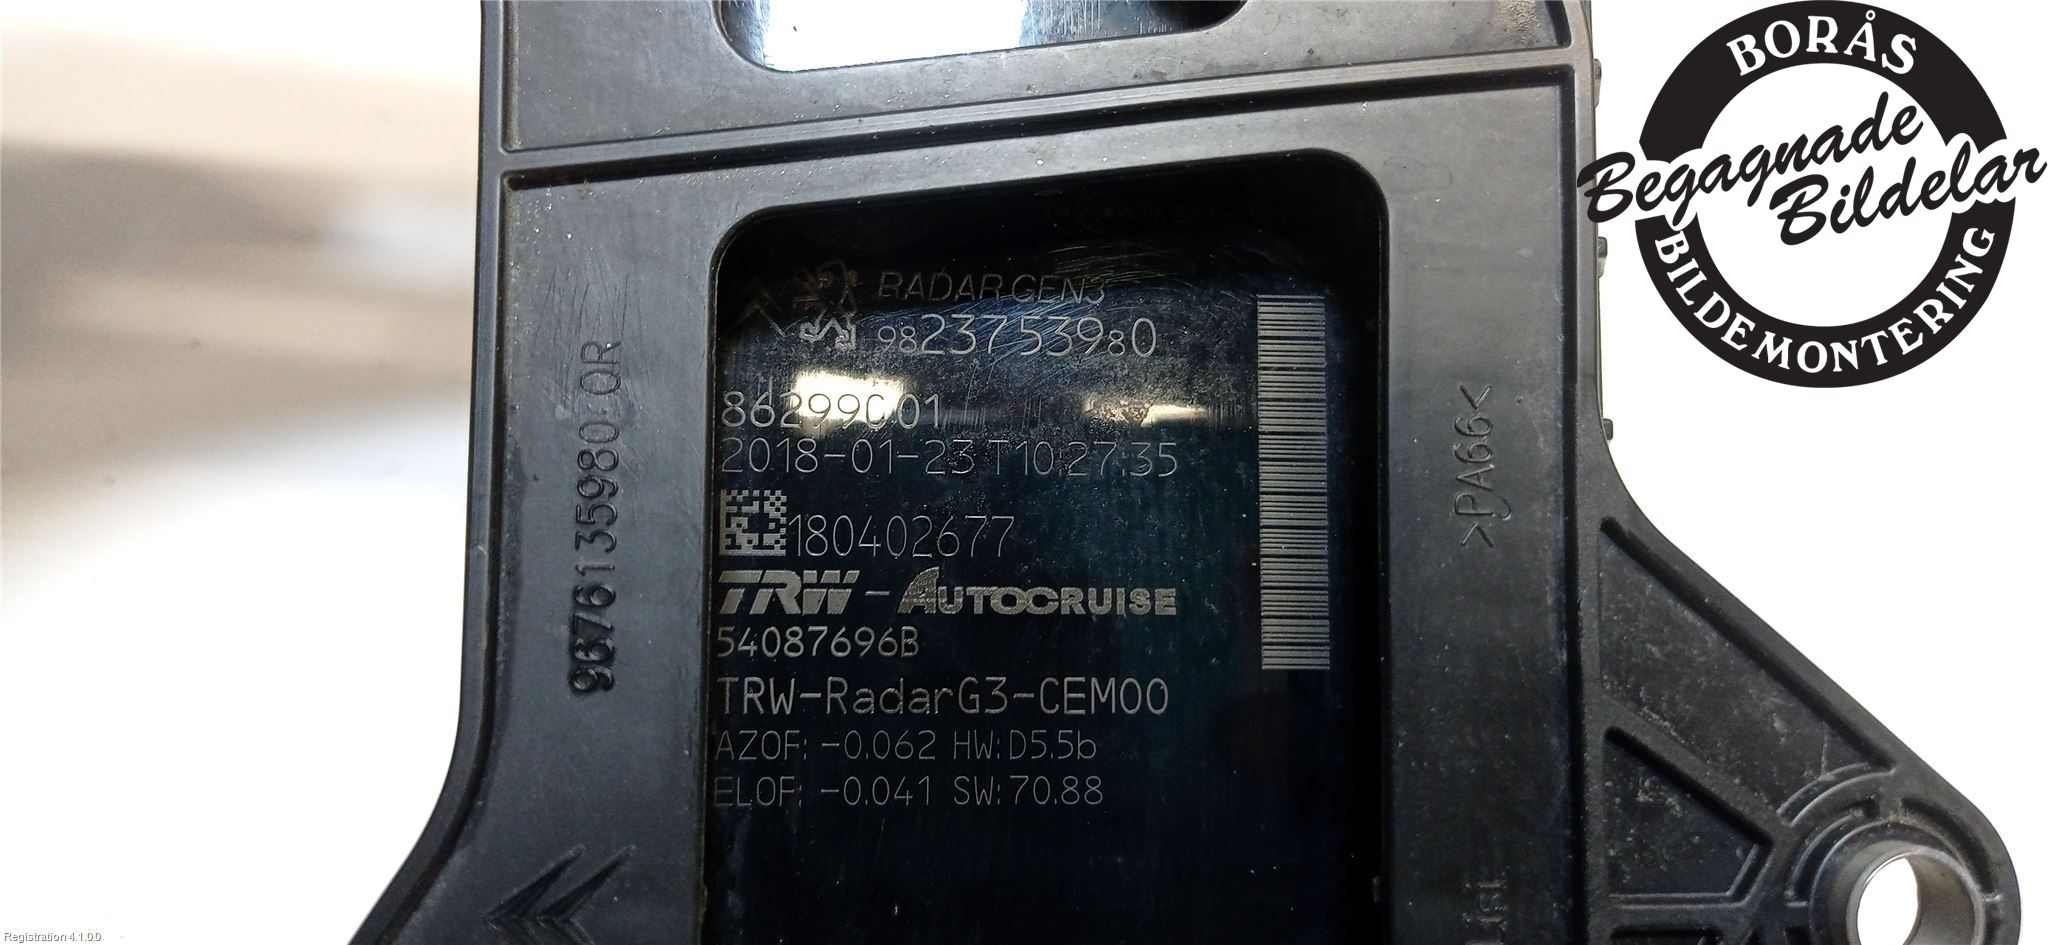 BORÅS
Begagnade
Bildelar
BILDEMONTERING
RADAR GEN3
9823753980
86299001
2018-01-23T10:27:35
180402677
TRW-AUTOCRUISE
54087696B
TRW-RadarG3-CEM00
AZOF: -0.062 HW: D5.5b
ELOF: -0.041 SW: 70.88
9676135980:OR
>PA66<
Registration 4.1.0.0